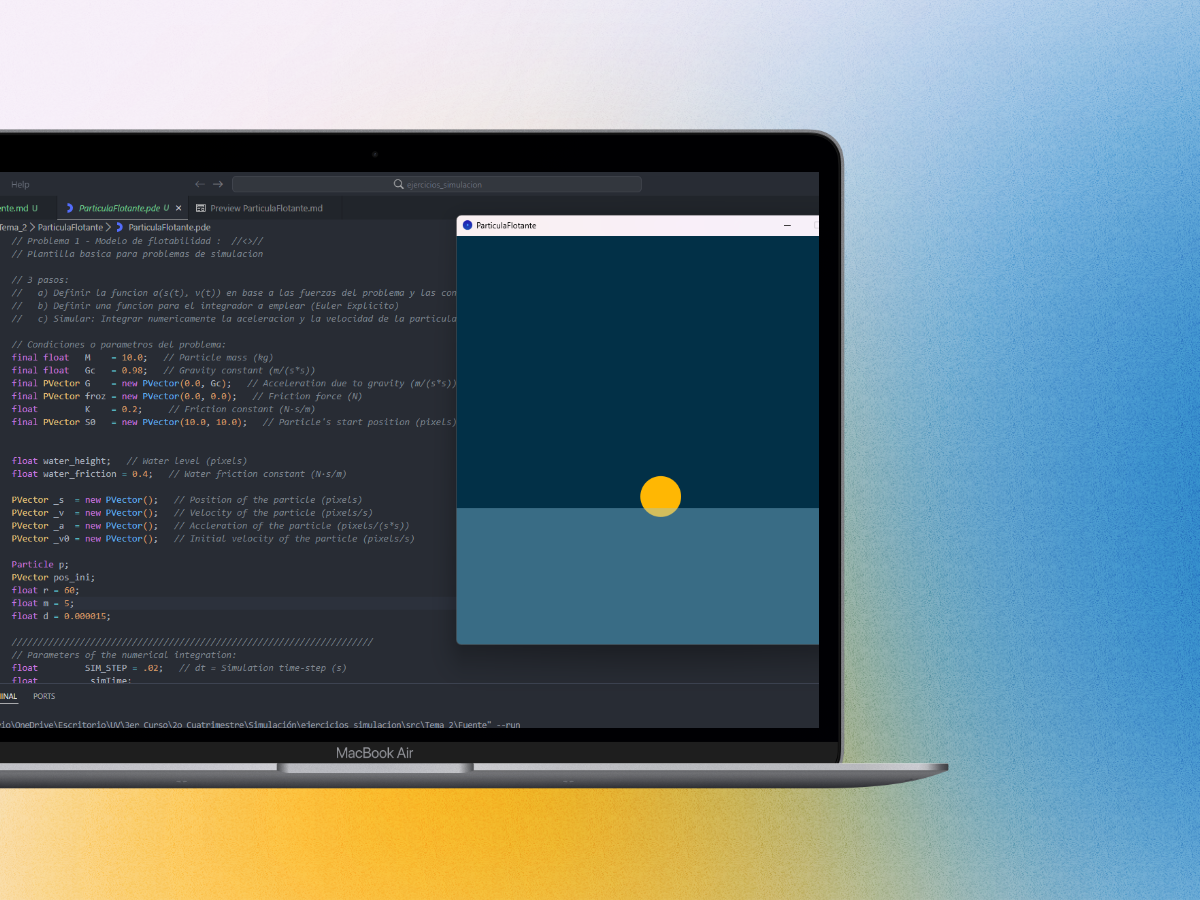 Help
ejercicios_simulacion
ente.md U
ParticulaFlotante.pde U
Preview ParticulaFlotante.md
Tema_2 > ParticulaFlotante > ParticulaFlotante.pde
// Problema 1 - Modelo de flotabilidad :  //<>//
// Plantilla basica para problemas de simulacion
// 3 pasos:
//   a) Definir la funcion a(s(t), v(t)) en base a las fuerzas del problema y las con
//   b) Definir una funcion para el integrador a emplear (Euler Explicito)
//   c) Simular: Integrar numericamente la aceleracion y la velocidad de la particula
// Condiciones o parametros del problema:
final float   M    = 10.0;   // Particle mass (kg)
final float   Gc   = 0.98;   // Gravity constant (m/(s*s))
final PVector G    = new PVector(0.0, Gc);   // Acceleration due to gravity (m/(s*s))
final PVector froz = new PVector(0.0, 0.0);   // Friction force (N)
float         K    = 0.2;     // Friction constant (N·s/m)
final PVector S0   = new PVector(10.0, 10.0);   // Particle's start position (pixels)
float water_height;   // Water level (pixels)
float water_friction = 0.4;   // Water friction constant (N·s/m)
PVector _s  = new PVector();   // Position of the particle (pixels)
PVector _v  = new PVector();   // Velocity of the particle (pixels/s)
PVector _a  = new PVector();   // Accleration of the particle (pixels/(s*s))
PVector _v0 = new PVector();   // Initial velocity of the particle (pixels/s)
Particle p;
PVector pos_ini;
float r = 60;
float m = 5;
float d = 0.000015;
///////////////////////////////////////////////////////////////////
// Parameters of the numerical integration:
float         SIM_STEP = .02;   // dt = Simulation time-step (s)
float         _simTime;
INAL
PORTS
rio\OneDrive\Escritorio\UV\3er Curso\2o Cuatrimestre\Simulación\ejercicios_simulacion\src\Tema_2\Fuente" --run
ParticulaFlotante
MacBook Air